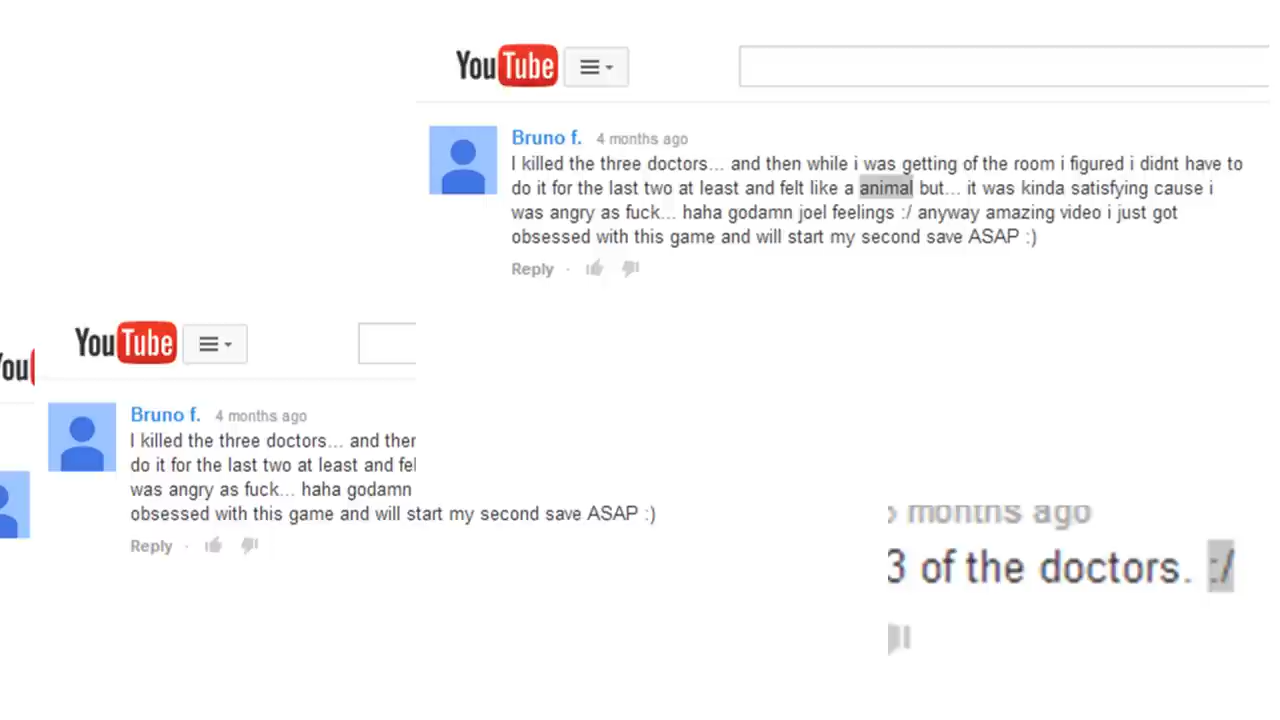 YouTube
Bruno f. 4 months ago
I killed the three doctors... and then while i was getting of the room i figured i didnt have to
do it for the last two at least and felt like a animal but... it was kinda satisfying cause i
was angry as fuck... haha godamn joel feelings :/ anyway amazing video i just got
obsessed with this game and will start my second save ASAP :)
Reply
YouTube
Bruno f. 4 months ago
I killed the three doctors... and then
do it for the last two at least and fel
was angry as fuck... haha godamn
obsessed with this game and will start my second save ASAP :)
Reply
You
months ago
3 of the doctors. :/